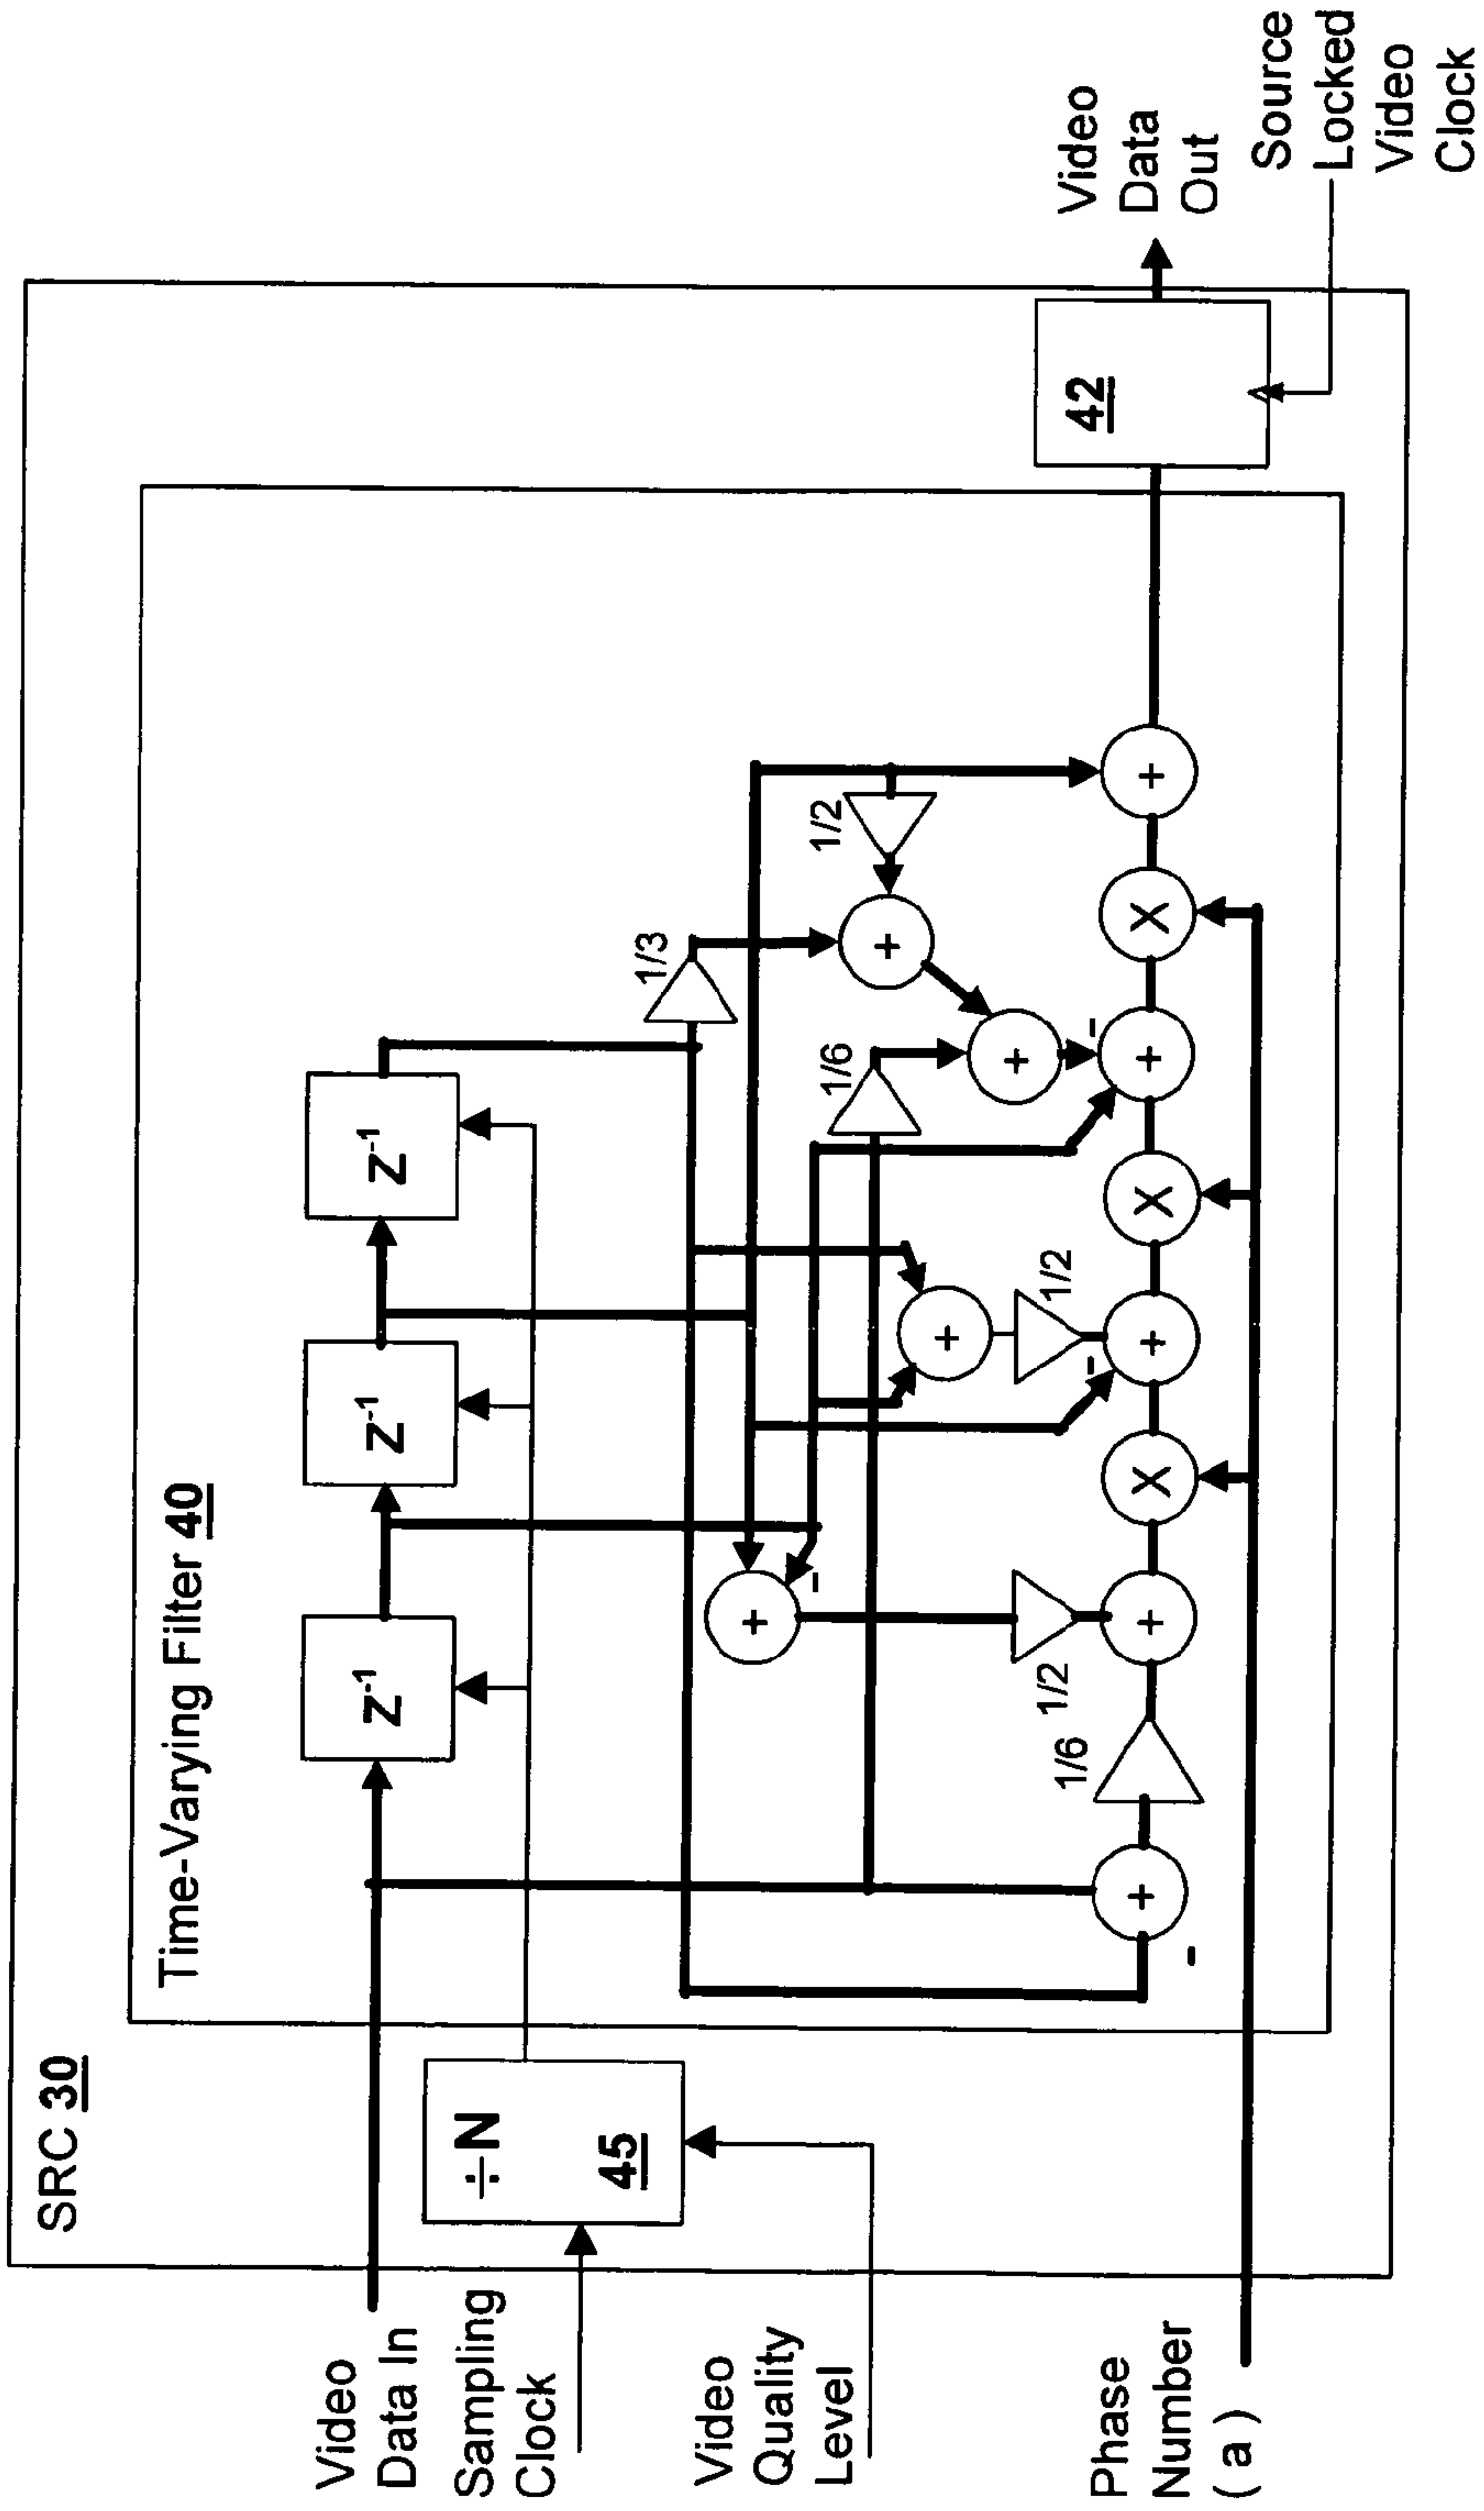 SRC 30
Time-Varying Filter 40
Video
Data In
Sampling
Clock
Video
Quality
Level
Phase
Number
( a )
÷N
45
Z-1
Z-1
Z-1
1/3
1/2
1/6
1/2
1/2
1/6
+
+
+
+
+
-
-
-
-
+
+
X
+
X
+
X
+
42
Video
Data
Out
Source
Locked
Video
Clock